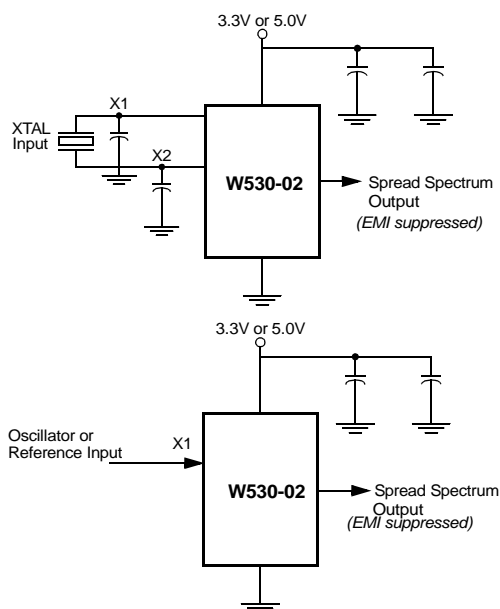 3.3V or 5.0V
X1
XTAL
Input
X2
W530-02
Spread Spectrum
Output
(EMI suppressed)
3.3V or 5.0V
Oscillator or
Reference Input
X1
W530-02
Spread Spectrum
Output
(EMI suppressed)